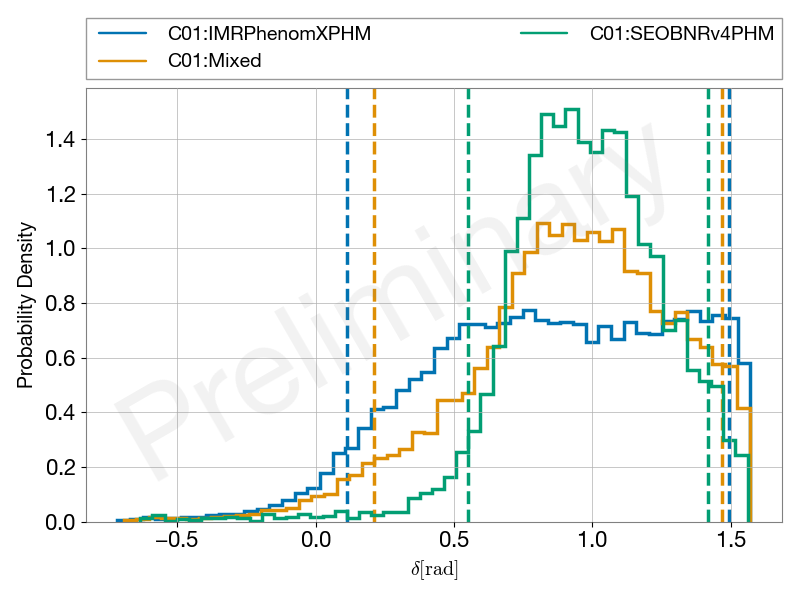 C01:IMRPhenomXPHM
C01:Mixed
C01:SEOBNRv4PHM
Preliminary
Probability Density
1.4
1.2
1.0
0.8
0.6
0.4
0.2
0.0
−0.5 0.0 0.5 1.0 1.5
δ[rad]